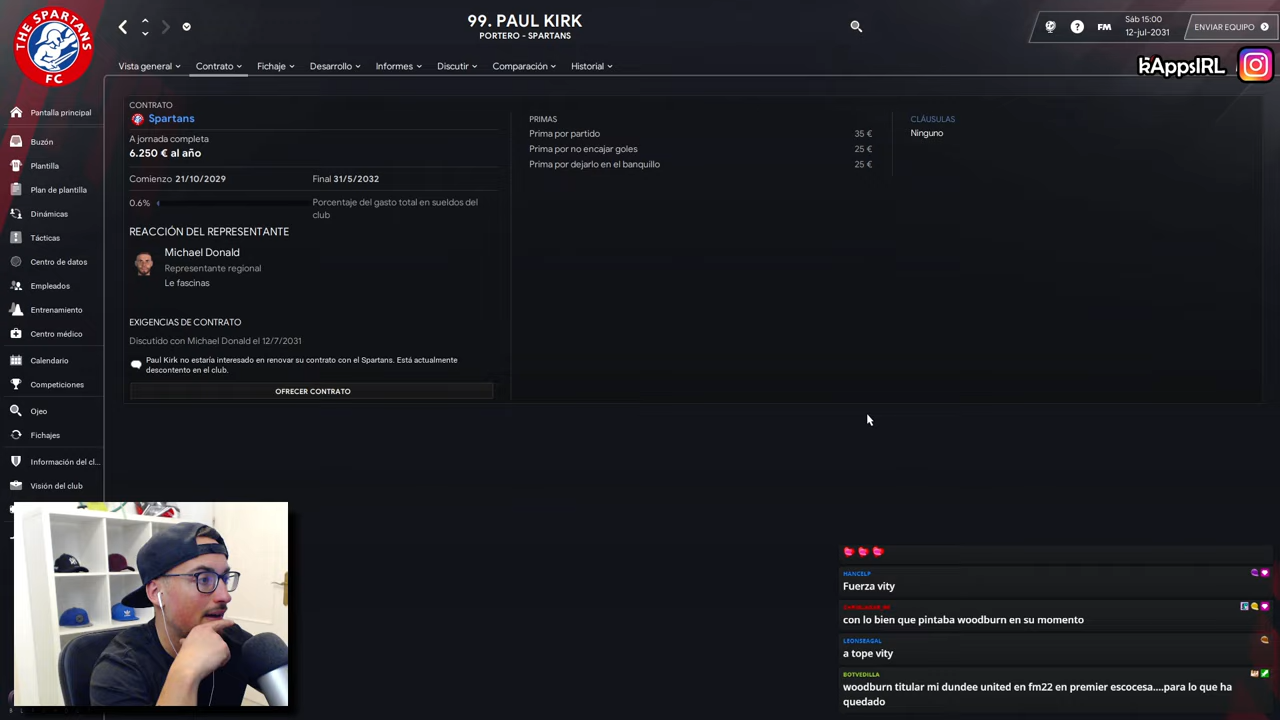 THE SPARTANS
FC
99. PAUL KIRK
PORTERO - SPARTANS
FM
Sáb 15:00
12-jul-2031
ENVIAR EQUIPO
kAppsIRL
Vista general
Contrato
Fichaje
Desarrollo
Informes
Discutir
Comparación
Historial
Pantalla principal
Buzón
Plantilla
Plan de plantilla
Dinámicas
Tácticas
Centro de datos
Empleados
Entrenamiento
Centro médico
Calendario
Competiciones
Ojeo
Fichajes
Información del cl...
Visión del club
CONTRATO
Spartans
A jornada completa
6.250 € al año
Comienzo 21/10/2029
Final 31/5/2032
0.6%
Porcentaje del gasto total en sueldos del
club
REACCIÓN DEL REPRESENTANTE
Michael Donald
Representante regional
Le fascinas
EXIGENCIAS DE CONTRATO
Discutido con Michael Donald el 12/7/2031
Paul Kirk no estaría interesado en renovar su contrato con el Spartans. Está actualmente
descontento en el club.
OFRECER CONTRATO
PRIMAS
Prima por partido 35 €
Prima por no encajar goles 25 €
Prima por dejarlo en el banquillo 25 €
CLÁUSULAS
Ninguno
HANCELP
Fuerza vity
con lo bien que pintaba woodburn en su momento
LEONSEAGAL
a tope vity
BOTVEDILLA
woodburn titular mi dundee united en fm22 en premier escocesa....para lo que ha
quedado